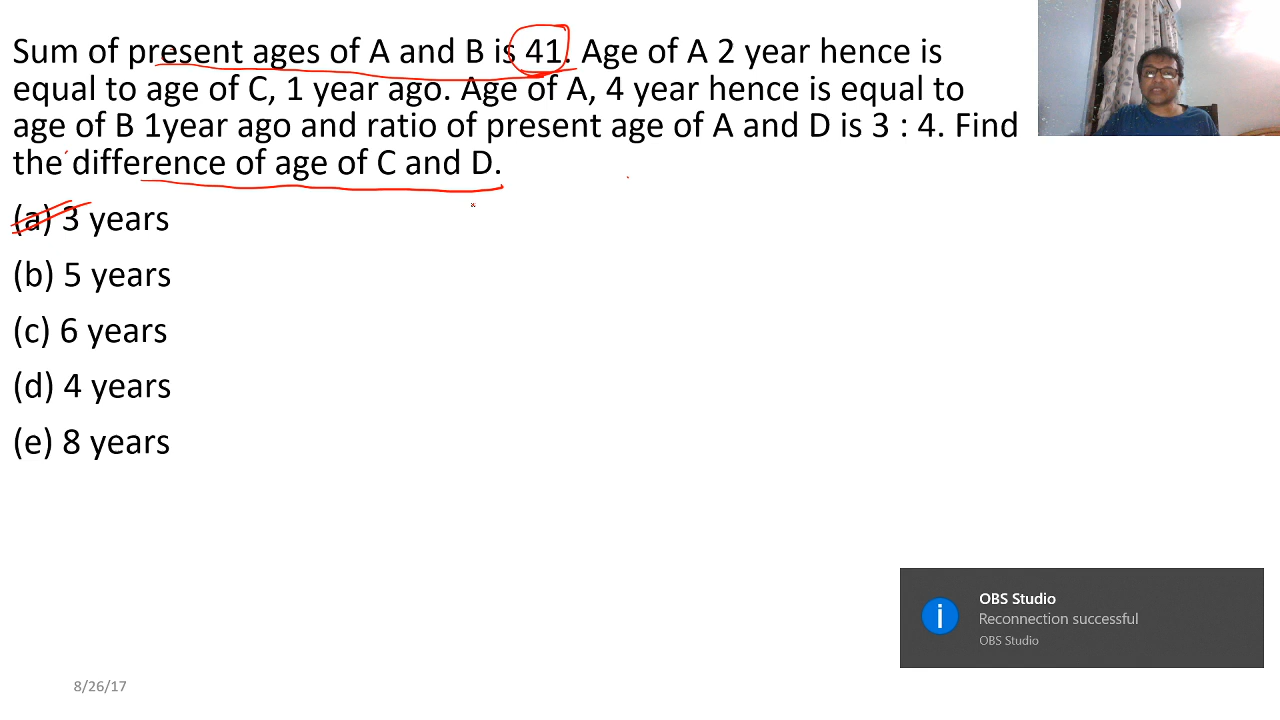 Sum of present ages of A and B is 41. Age of A 2 year hence is
equal to age of C, 1 year ago. Age of A, 4 year hence is equal to
age of B 1year ago and ratio of present age of A and D is 3 : 4. Find
the difference of age of C and D.
(a) 3 years
(b) 5 years
(c) 6 years
(d) 4 years
(e) 8 years
OBS Studio
Reconnection successful
OBS Studio
8/26/17